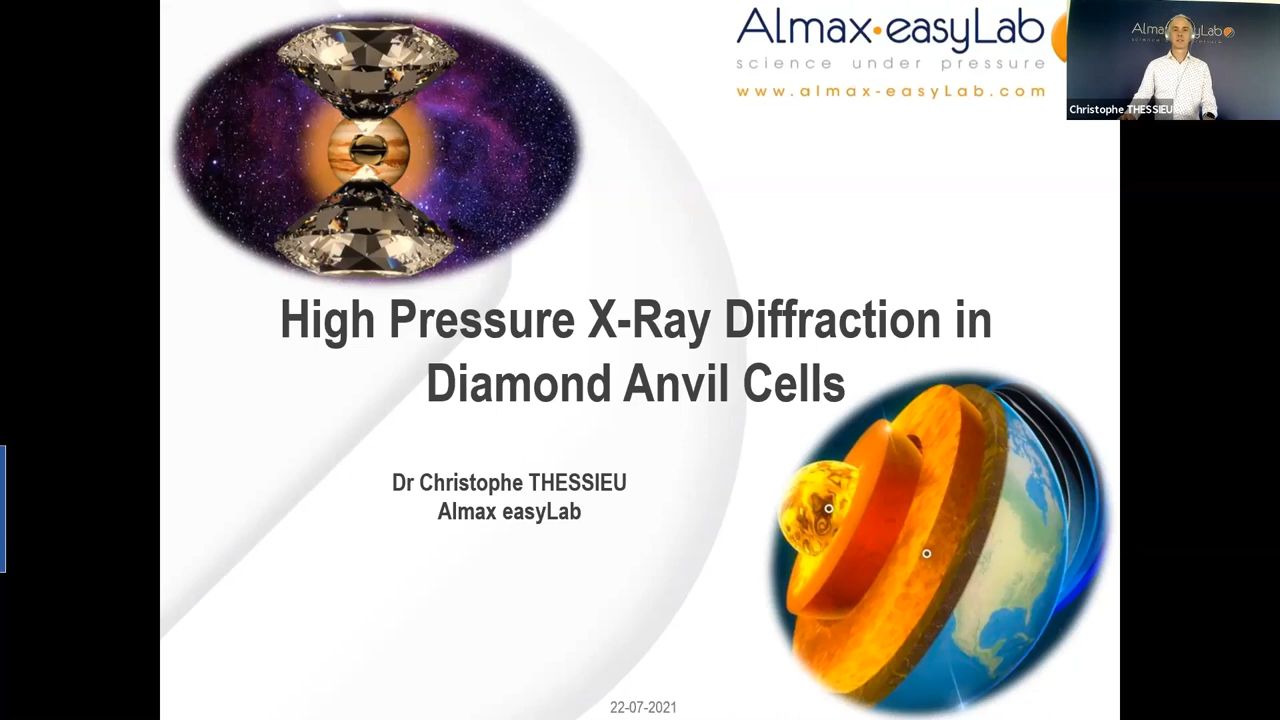 Almax•easyLab
science under pressure
www.almax-easyLab.com
Christophe THESSIEU
High Pressure X-Ray Diffraction in
Diamond Anvil Cells
Dr Christophe THESSIEU
Almax easyLab
22-07-2021